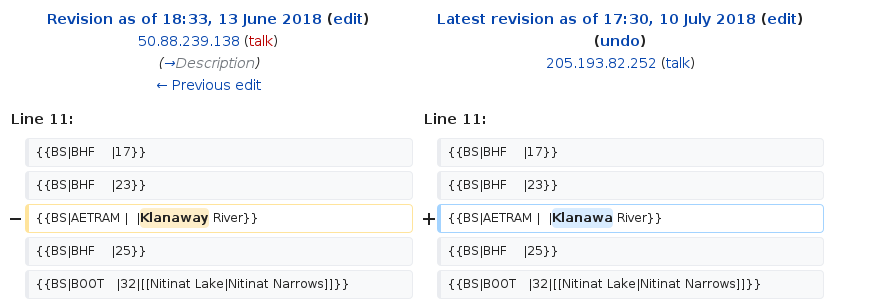 Revision as of 18:33, 13 June 2018 (edit)
50.88.239.138 (talk)
(→Description)
← Previous edit
Latest revision as of 17:30, 10 July 2018 (edit)
(undo)
205.193.82.252 (talk)
Line 11:
Line 11:
{{BS|BHF    |17}}
{{BS|BHF    |17}}
{{BS|BHF    |23}}
{{BS|BHF    |23}}
− {{BS|AETRAM |  |Klanaway River}}
+ {{BS|AETRAM |  |Klanawa River}}
{{BS|BHF    |25}}
{{BS|BHF    |25}}
{{BS|BOOT   |32|[[Nitinat Lake|Nitinat Narrows]]}}
{{BS|BOOT   |32|[[Nitinat Lake|Nitinat Narrows]]}}